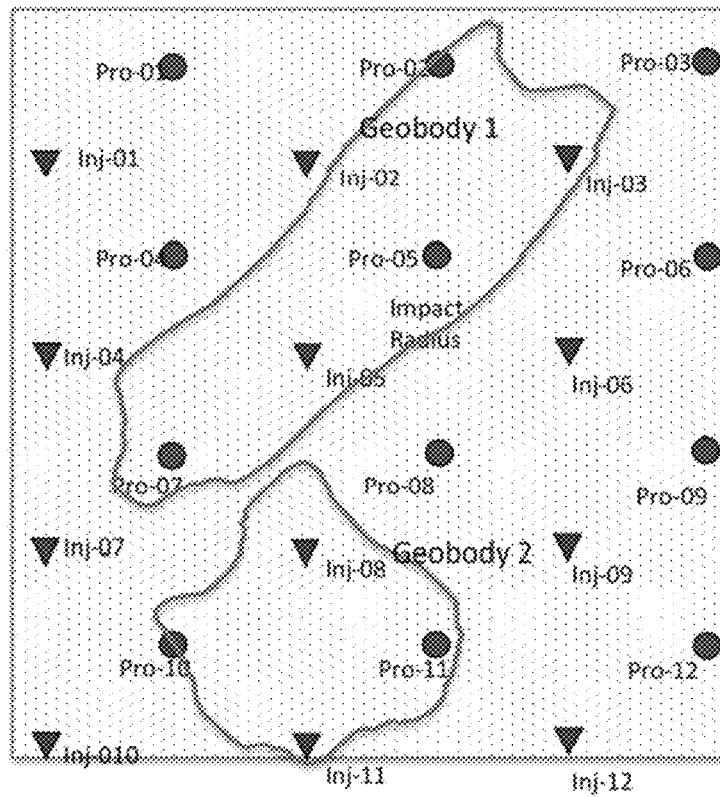 Pro-01
Pro-02
Pro-03
Geobody 1
Inj-01
Inj-02
Inj-03
Pro-04
Pro-05
Pro-06
Impact
Radius
Inj-04
Inj-05
Inj-06
Pro-07
Pro-08
Pro-09
Inj-07
Inj-08
Geobody 2
Inj-09
Pro-10
Pro-11
Pro-12
Inj-010
Inj-11
Inj-12